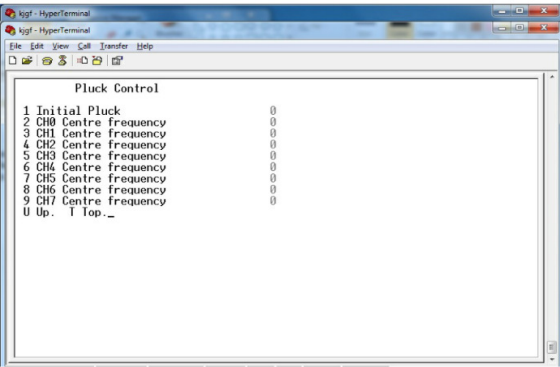 kjgf - HyperTerminal
kjgf - HyperTerminal
File Edit View Call Transfer Help
Pluck Control
1 Initial Pluck 0
2 CH0 Centre frequency 0
3 CH1 Centre frequency 0
4 CH2 Centre frequency 0
5 CH3 Centre frequency 0
6 CH4 Centre frequency 0
7 CH5 Centre frequency 0
8 CH6 Centre frequency 0
9 CH7 Centre frequency 0
U Up. T Top._